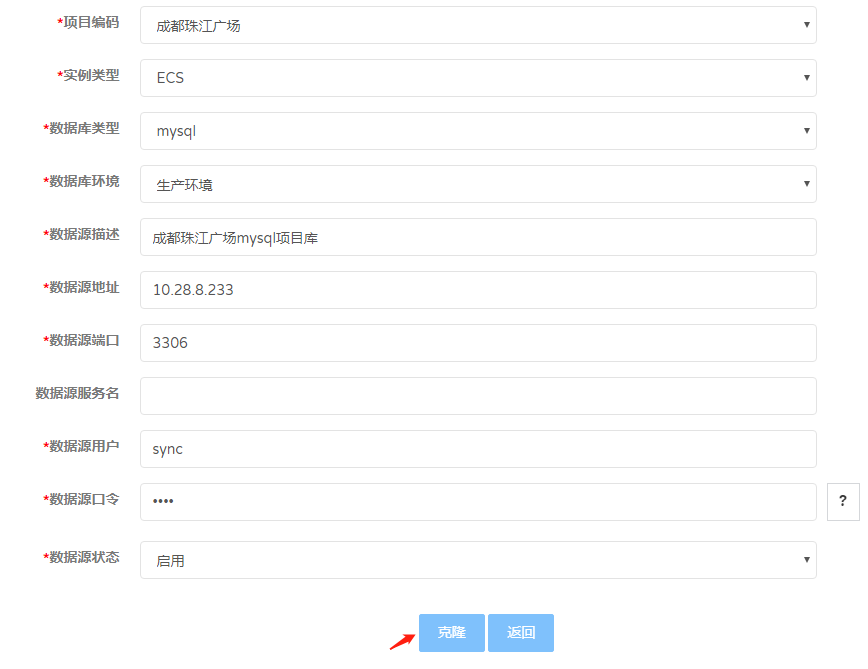 *项目编码 成都珠江广场
*实例类型 ECS
*数据库类型 mysql
*数据库环境 生产环境
*数据源描述 成都珠江广场mysql项目库
*数据源地址 10.28.8.233
*数据源端口 3306
数据源服务名
*数据源用户 sync
*数据源口令 •••• ?
*数据源状态 启用
克隆 返回